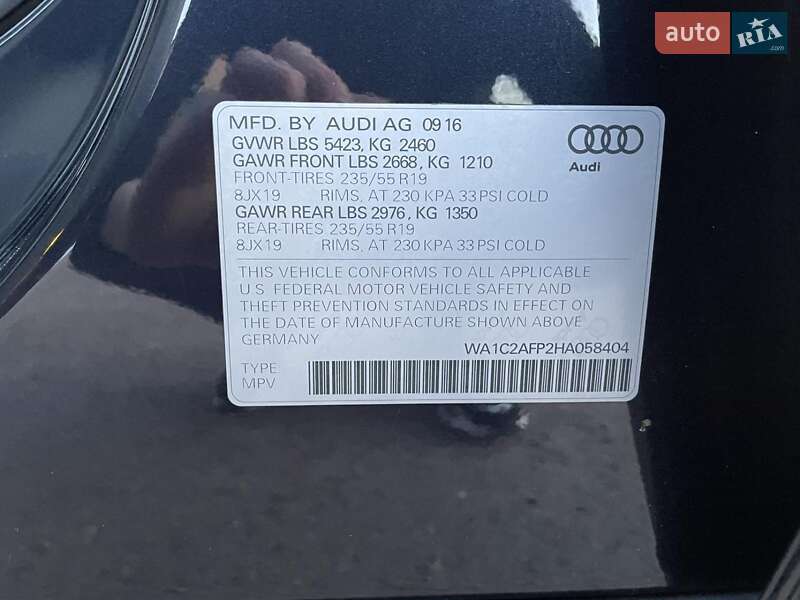 auto RIA .com
MFD. BY AUDI AG 09 16
GVWR LBS 5423, KG 2460
GAWR FRONT LBS 2668, KG 1210
FRONT-TIRES 235/55 R19
8JX19 RIMS, AT 230 KPA 33 PSI COLD
GAWR REAR LBS 2976, KG 1350
REAR-TIRES 235/55 R19
8JX19 RIMS, AT 230 KPA 33 PSI COLD
Audi
THIS VEHICLE CONFORMS TO ALL APPLICABLE
U.S. FEDERAL MOTOR VEHICLE SAFETY AND
THEFT PREVENTION STANDARDS IN EFFECT ON
THE DATE OF MANUFACTURE SHOWN ABOVE
GERMANY
WA1C2AFP2HA058404
TYPE
MPV